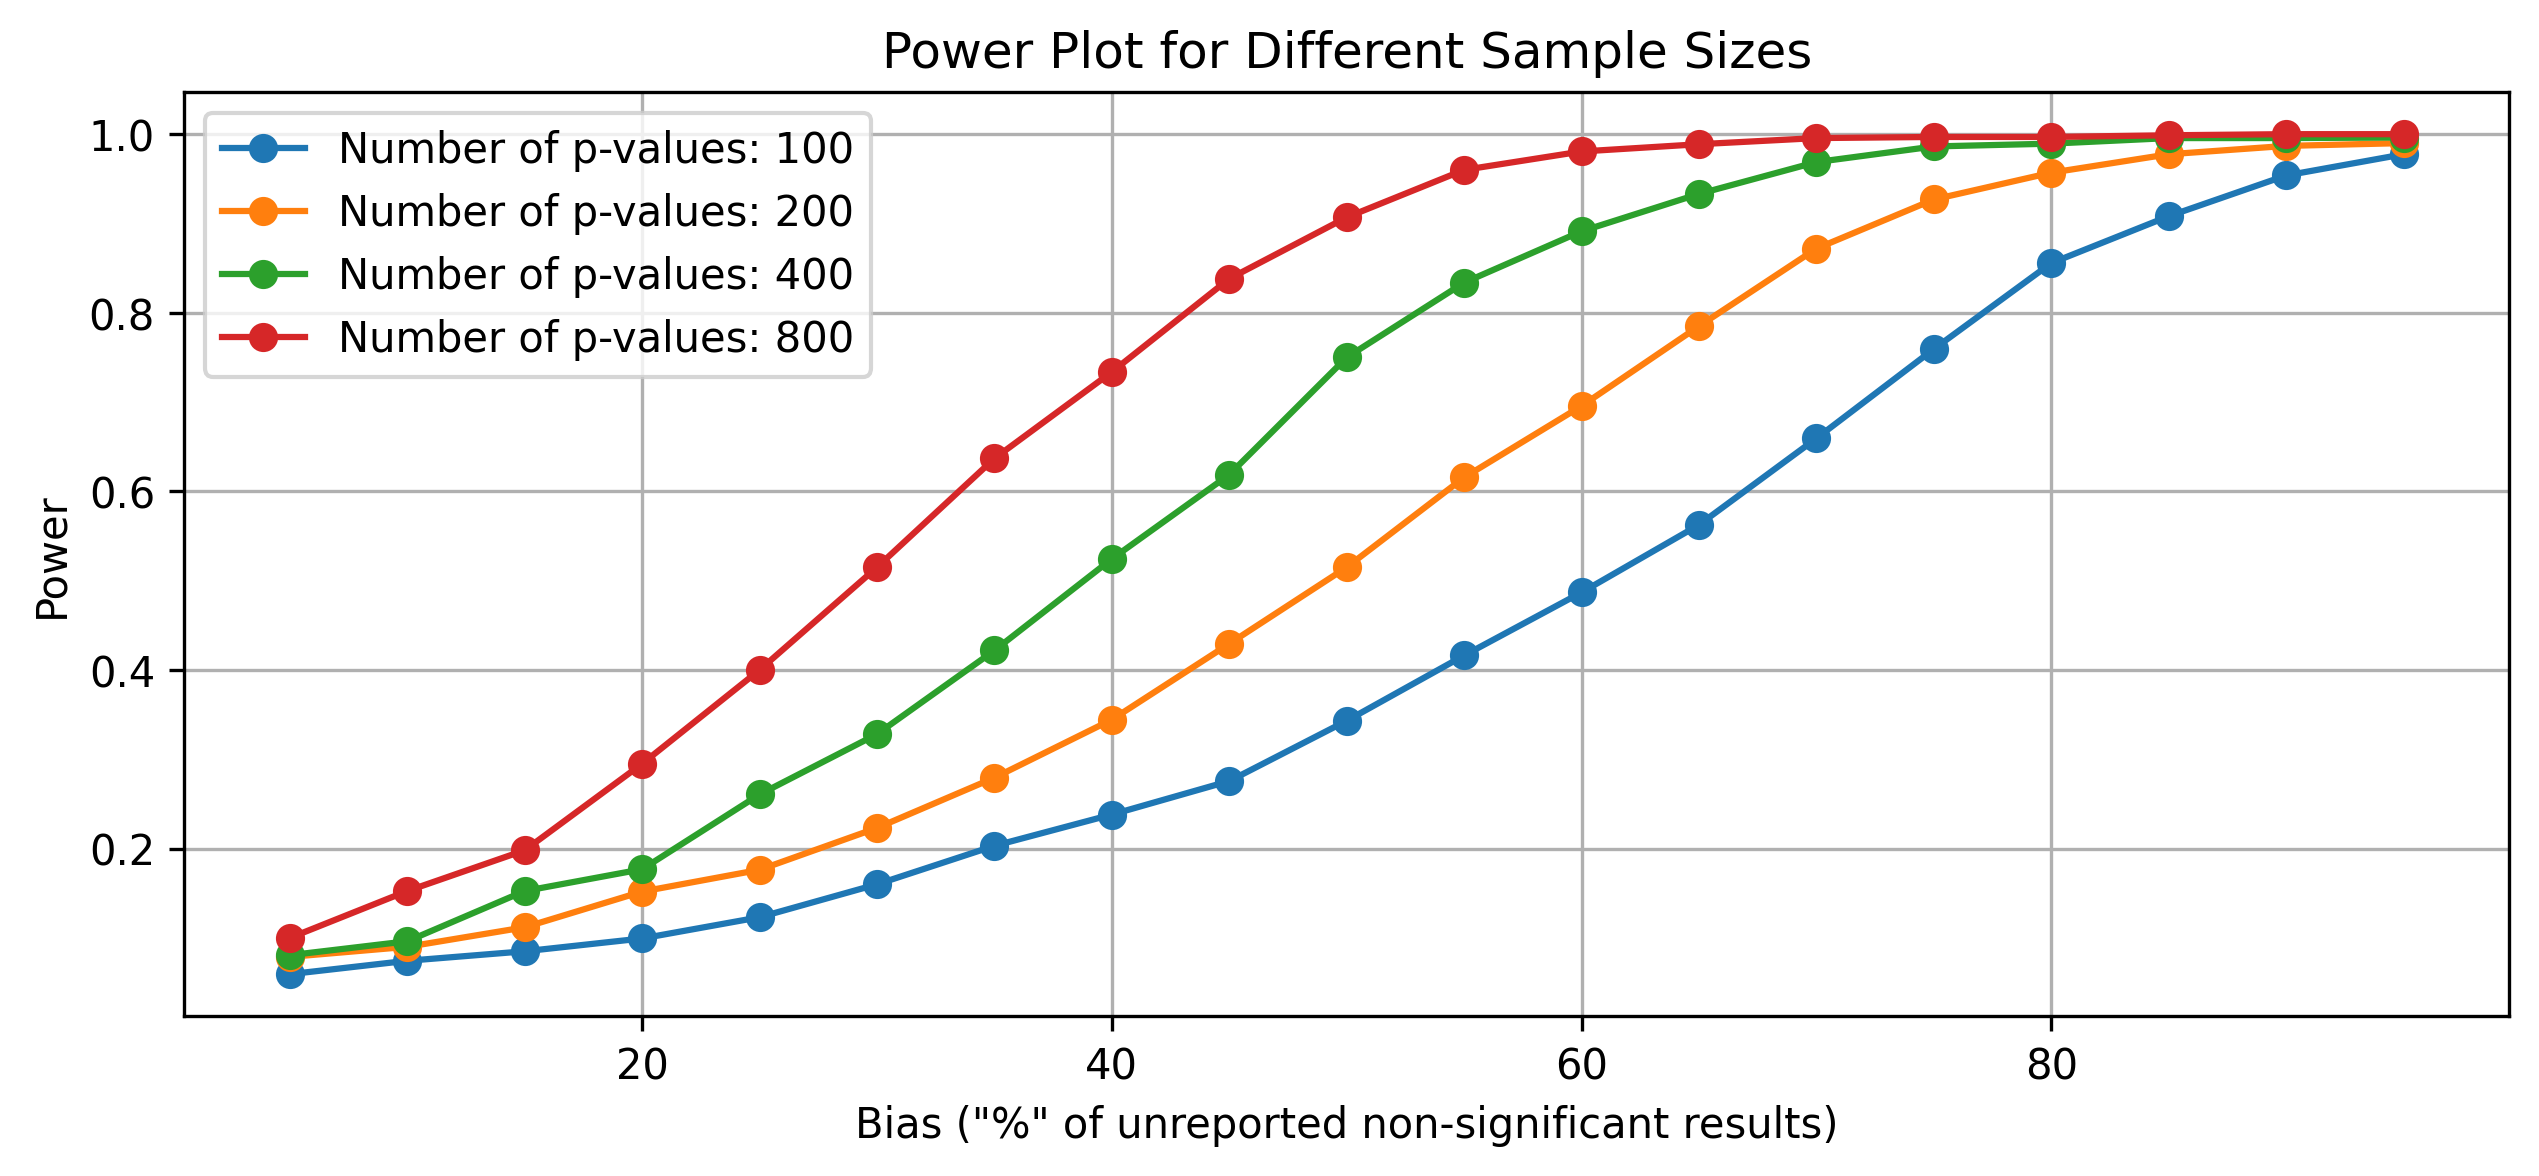 Power Plot for Different Sample Sizes
Number of p-values: 100
Number of p-values: 200
Number of p-values: 400
Number of p-values: 800
1.0
0.8
0.6
0.4
0.2
Power
20 40 60 80
Bias ("%" of unreported non-significant results)